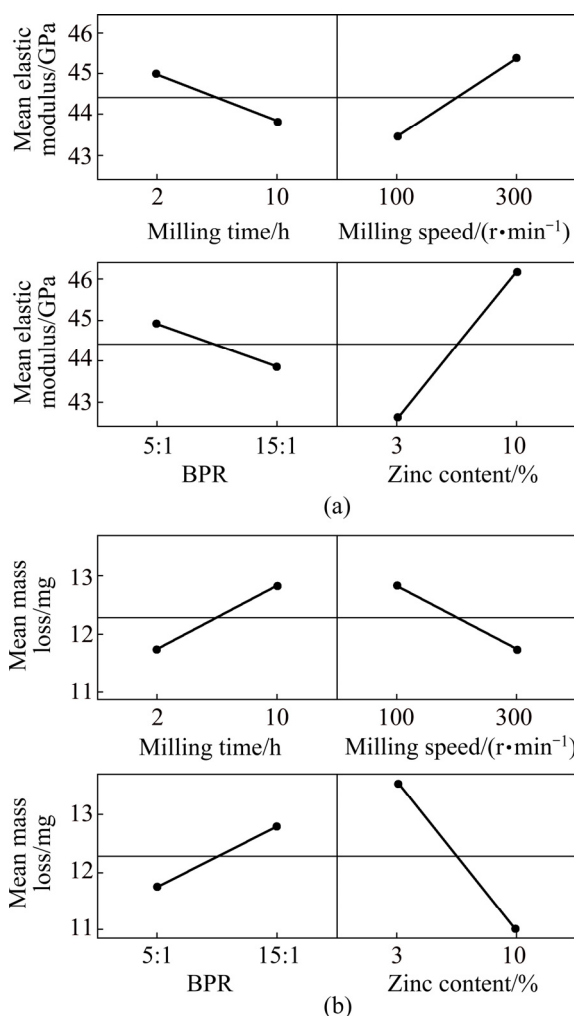 Mean elastic
modulus/GPa
46
45
44
43
2 10
100 300
Milling time/h
Milling speed/(r•min⁻¹)
Mean elastic
modulus/GPa
46
45
44
43
5:1 15:1
3 10
BPR
Zinc content/%
(a)
Mean mass
loss/mg
13
12
11
2 10
100 300
Milling time/h
Milling speed/(r•min⁻¹)
Mean mass
loss/mg
13
12
11
5:1 15:1
3 10
BPR
Zinc content/%
(b)